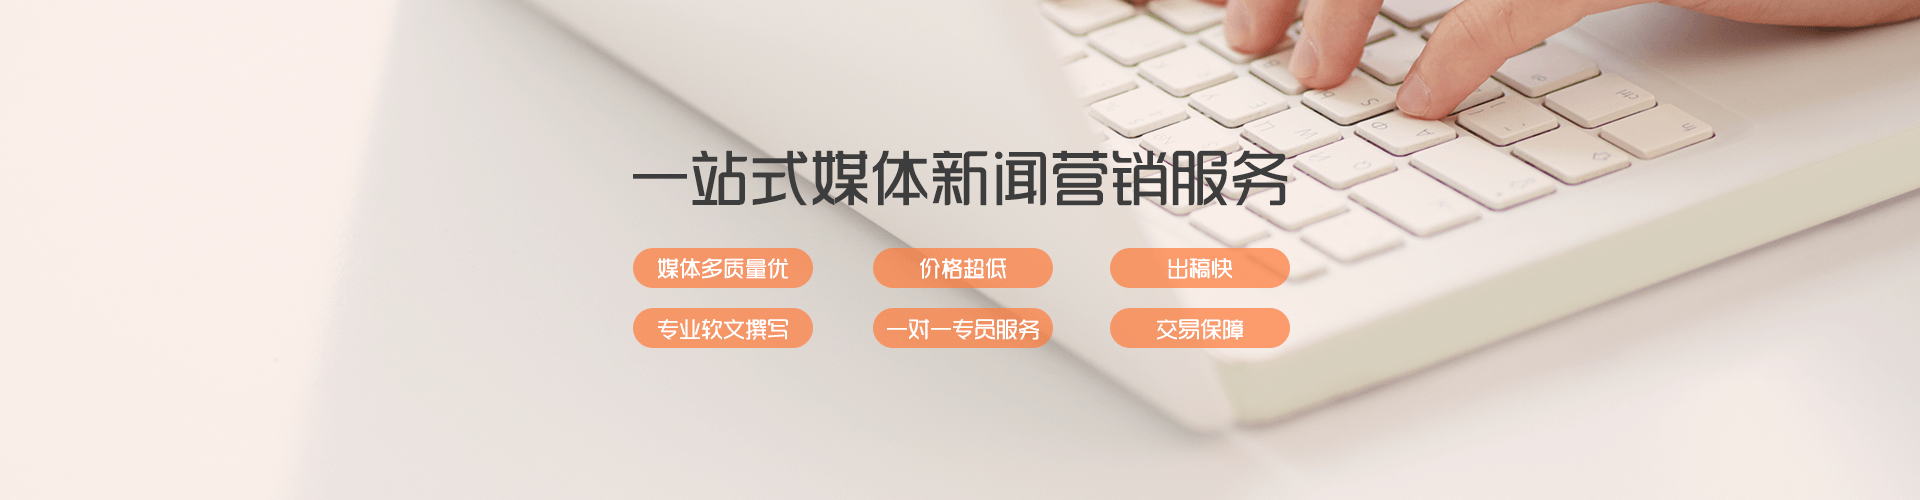 一站式媒体新闻营销服务
媒体多质量优
价格超低
出稿快
专业软文撰写
一对一专员服务
交易保障